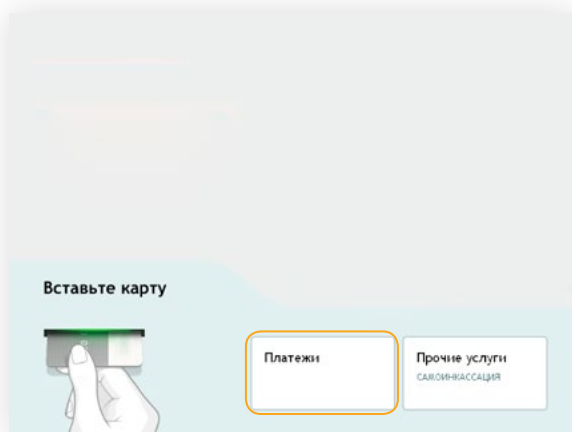 Вставьте карту
Платежи
Прочие услуги
САМОИНКАССАЦИЯ